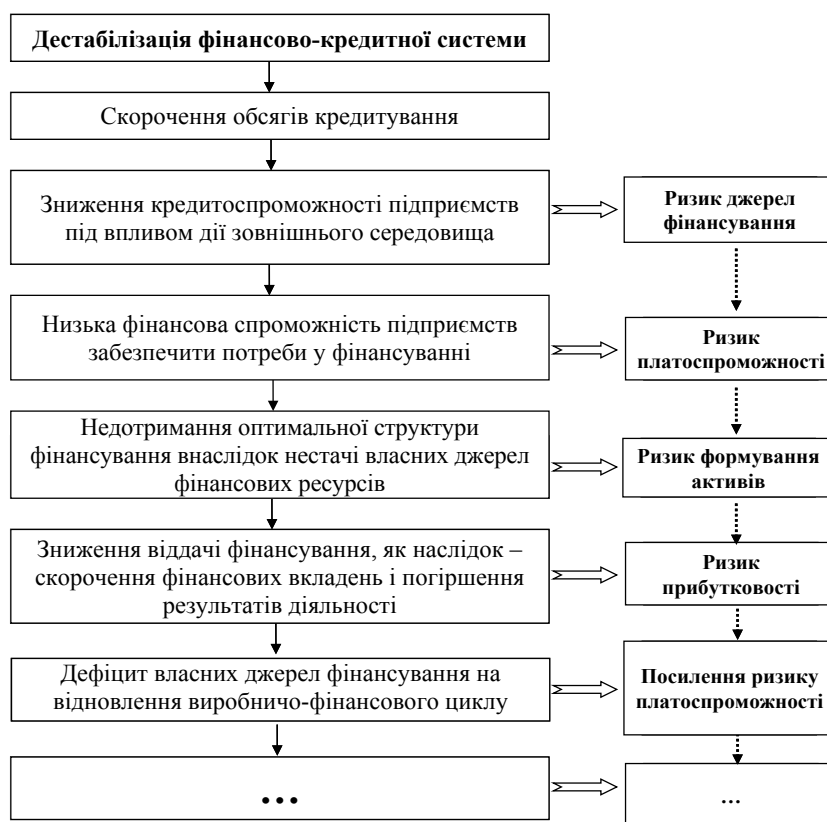 Дестабілізація фінансово-кредитної системи
Скорочення обсягів кредитування
Зниження кредитоспроможності підприємств
під впливом дії зовнішнього середовища
Ризик джерел
фінансування
Низька фінансова спроможність підприємств
забезпечити потреби у фінансуванні
Ризик
платоспроможності
Недотримання оптимальної структури
фінансування внаслідок нестачі власних джерел
фінансових ресурсів
Ризик формування
активів
Зниження віддачі фінансування, як наслідок –
скорочення фінансових вкладень і погіршення
результатів діяльності
Ризик
прибутковості
Дефіцит власних джерел фінансування на
відновлення виробничо-фінансового циклу
Посилення ризику
платоспроможності
...
...